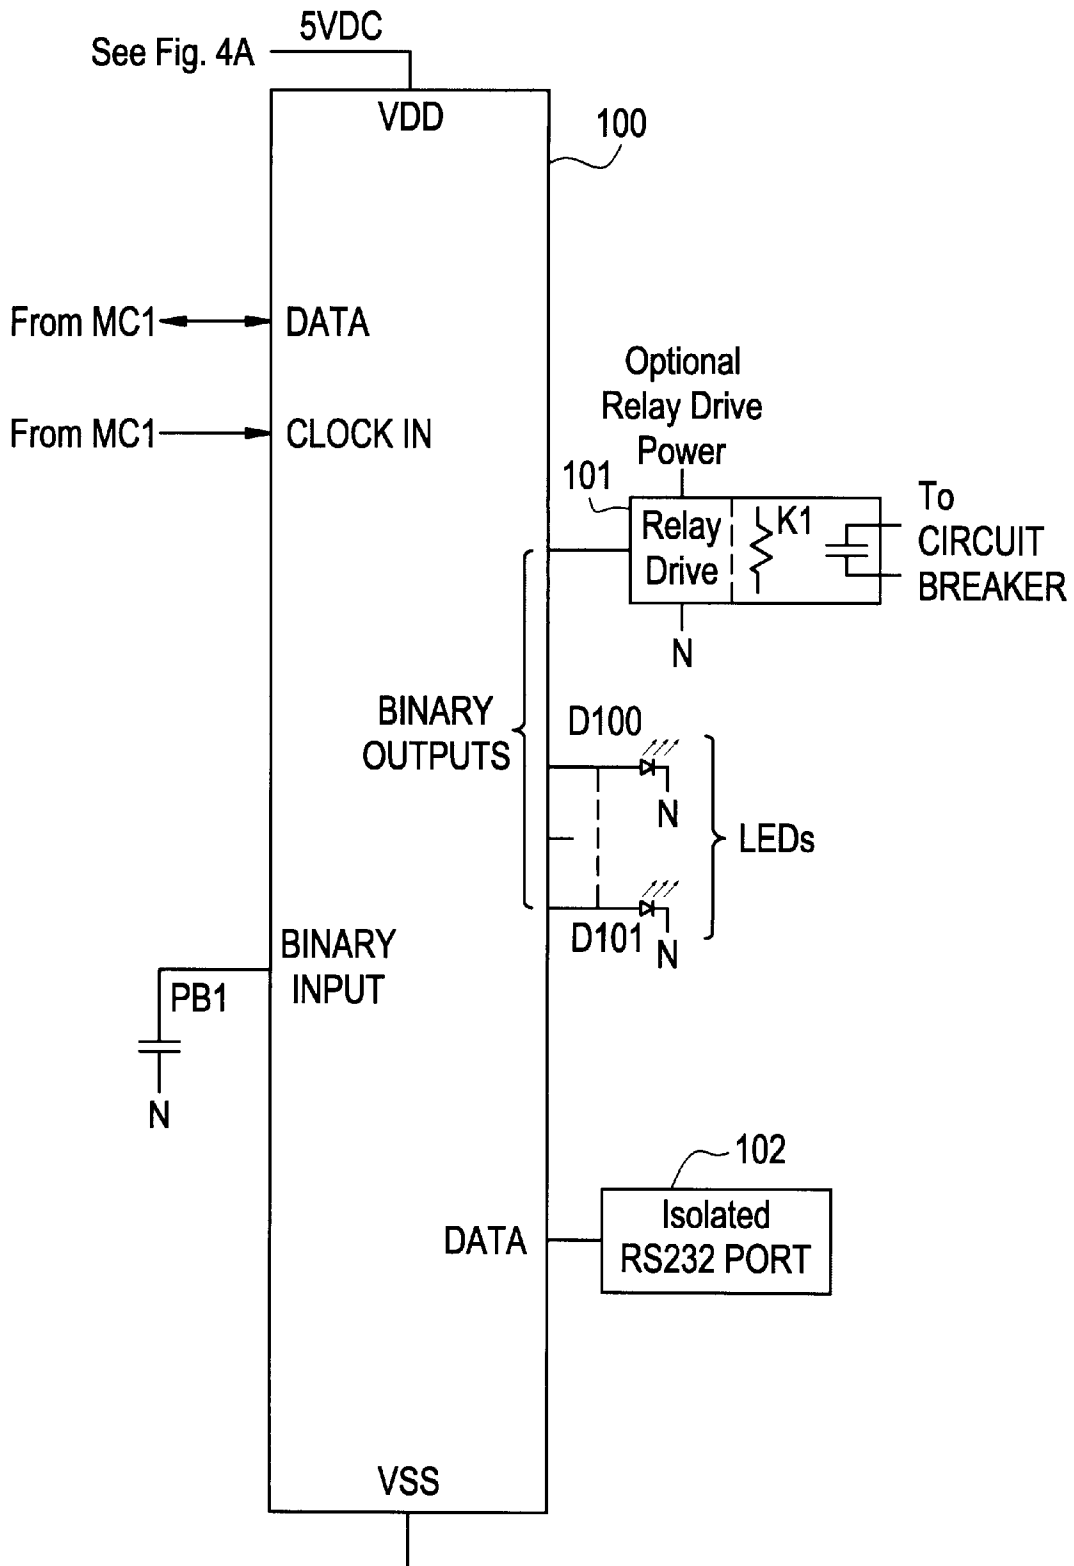 5VDC
See Fig. 4A
VDD
100
From MC1
DATA
From MC1
CLOCK IN
Optional
Relay Drive
Power
101
Relay
Drive
K1
To
CIRCUIT
BREAKER
N
BINARY
OUTPUTS
D100
N
LEDs
D101
N
BINARY
INPUT
PB1
N
102
DATA
Isolated
RS232 PORT
VSS